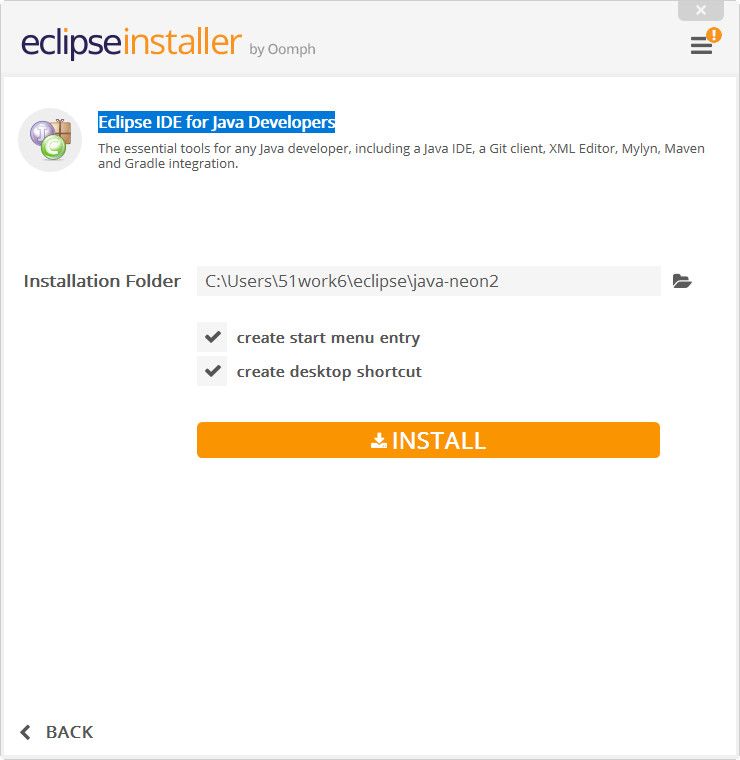 eclipseinstaller by Oomph
Eclipse IDE for Java Developers
The essential tools for any Java developer, including a Java IDE, a Git client, XML Editor, Mylyn, Maven
and Gradle integration.
Installation Folder C:\Users\51work6\eclipse\java-neon2
create start menu entry
create desktop shortcut
INSTALL
BACK